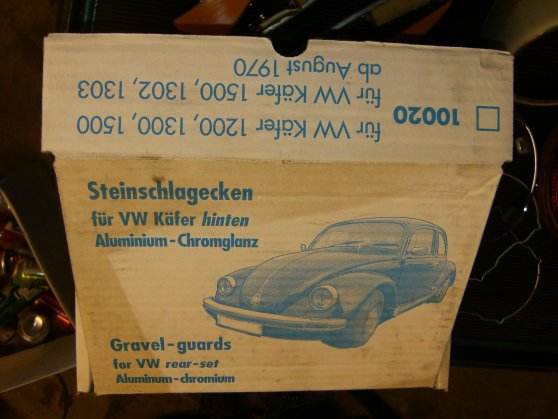 10020
für VW Käfer 1200, 1300, 1500
für VW Käfer 1500, 1302, 1303
ab August 1970
Steinschlagecken
für VW Käfer hinten
Aluminium-Chromglanz
Gravel-guards
for VW rear-set
Aluminum-chromium